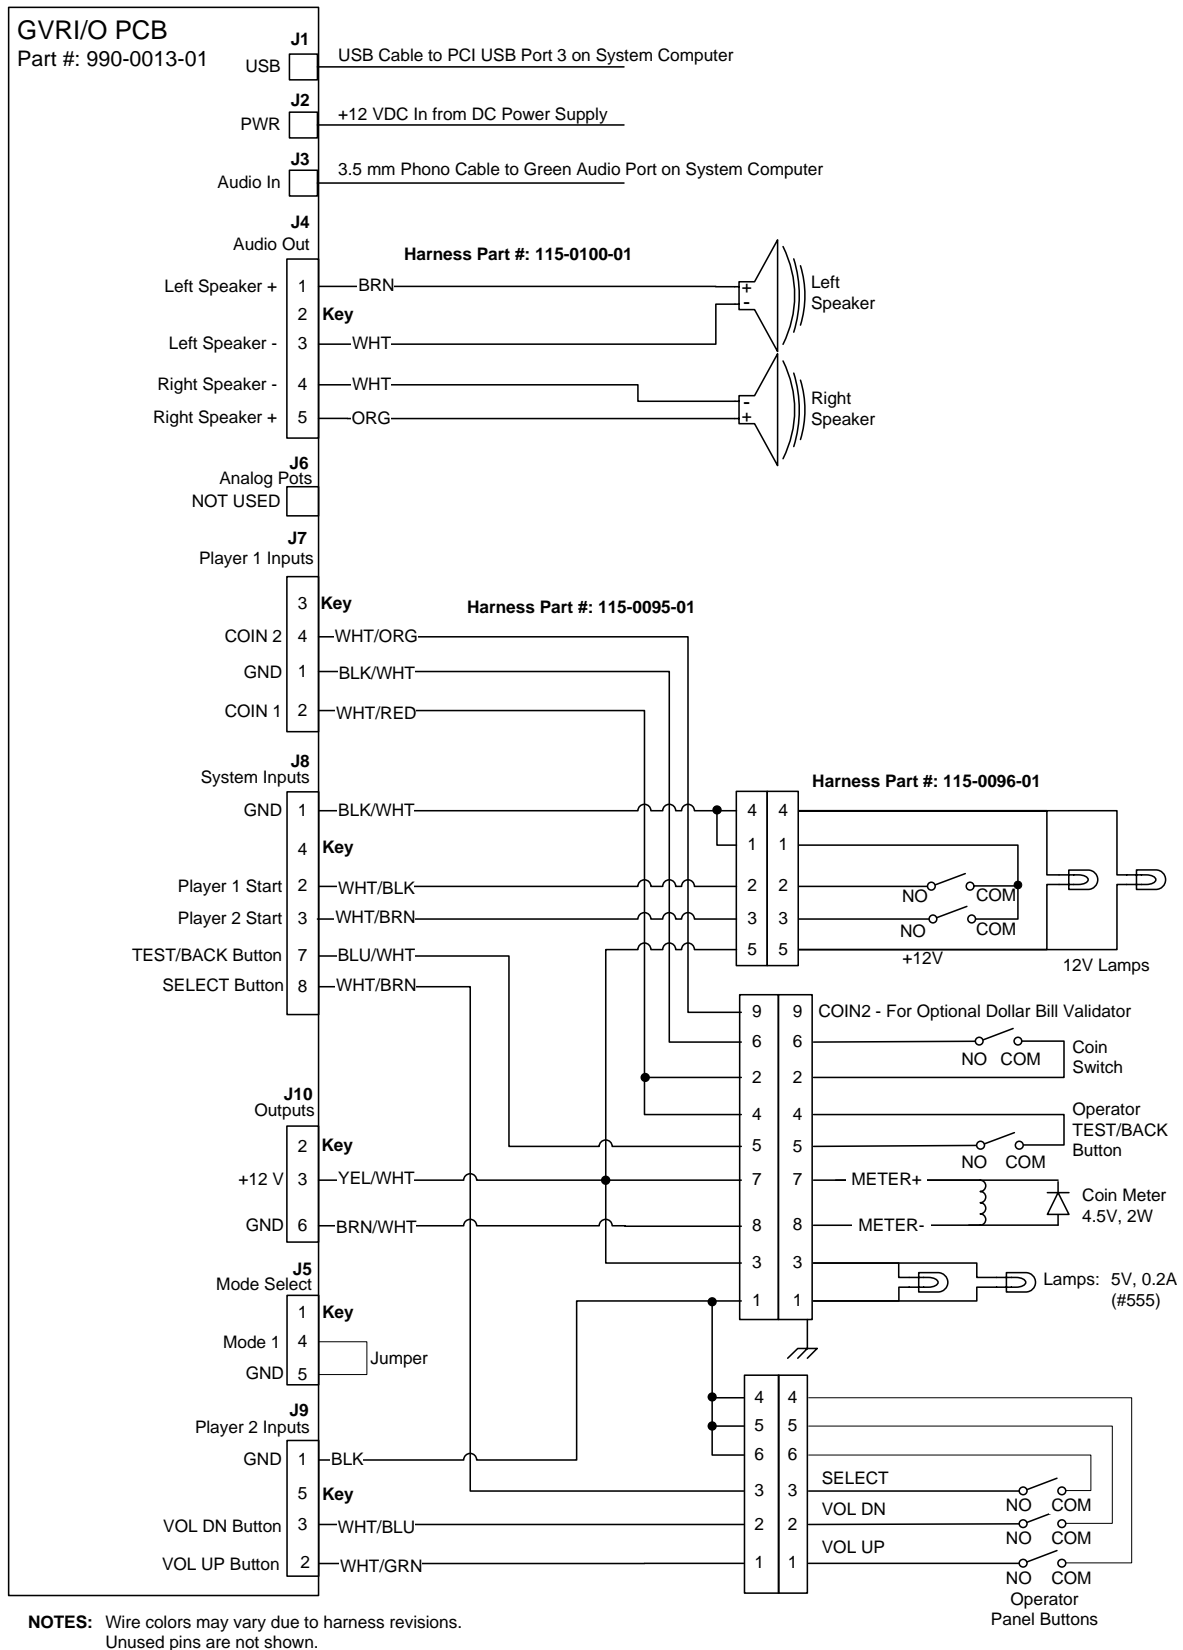 GVRI/O PCB
Part #: 990-0013-01
J1
USB
USB Cable to PCI USB Port 3 on System Computer
J2
PWR
+12 VDC In from DC Power Supply
J3
Audio In
3.5 mm Phono Cable to Green Audio Port on System Computer
J4
Audio Out
Harness Part #: 115-0100-01
Left Speaker + 1 BRN
+
-
Left
Speaker
2 Key
Left Speaker - 3 WHT
Right Speaker - 4 WHT
-
+
Right
Speaker
Right Speaker + 5 ORG
J6
Analog Pots
NOT USED
J7
Player 1 Inputs
3 Key
Harness Part #: 115-0095-01
COIN 2 4 WHT/ORG
GND 1 BLK/WHT
COIN 1 2 WHT/RED
J8
System Inputs
Harness Part #: 115-0096-01
GND 1 BLK/WHT 4 4
4 Key 1 1
Player 1 Start 2 WHT/BLK 2 2 NO COM
Player 2 Start 3 WHT/BRN 3 3 NO COM
TEST/BACK Button 7 BLU/WHT 5 5 +12V
12V Lamps
SELECT Button 8 WHT/BRN
9 9 COIN2 - For Optional Dollar Bill Validator
6 6 NO COM
Coin
Switch
2 2
J10
Outputs
4 4
Operator
TEST/BACK
Button
2 Key 5 5 NO COM
+12 V 3 YEL/WHT 7 7 METER+
Coin Meter
4.5V, 2W
GND 6 BRN/WHT 8 8 METER-
3 3
Lamps: 5V, 0.2A
(#555)
J5
Mode Select
1 Key 1 1
Mode 1 4
Jumper
GND 5
J9
Player 2 Inputs
4 4
5 5
6 6
GND 1 BLK
5 Key 3 3 SELECT NO COM
VOL DN Button 3 WHT/BLU 2 2 VOL DN NO COM
VOL UP Button 2 WHT/GRN 1 1 VOL UP NO COM
Operator
Panel Buttons
NOTES: Wire colors may vary due to harness revisions.
Unused pins are not shown.